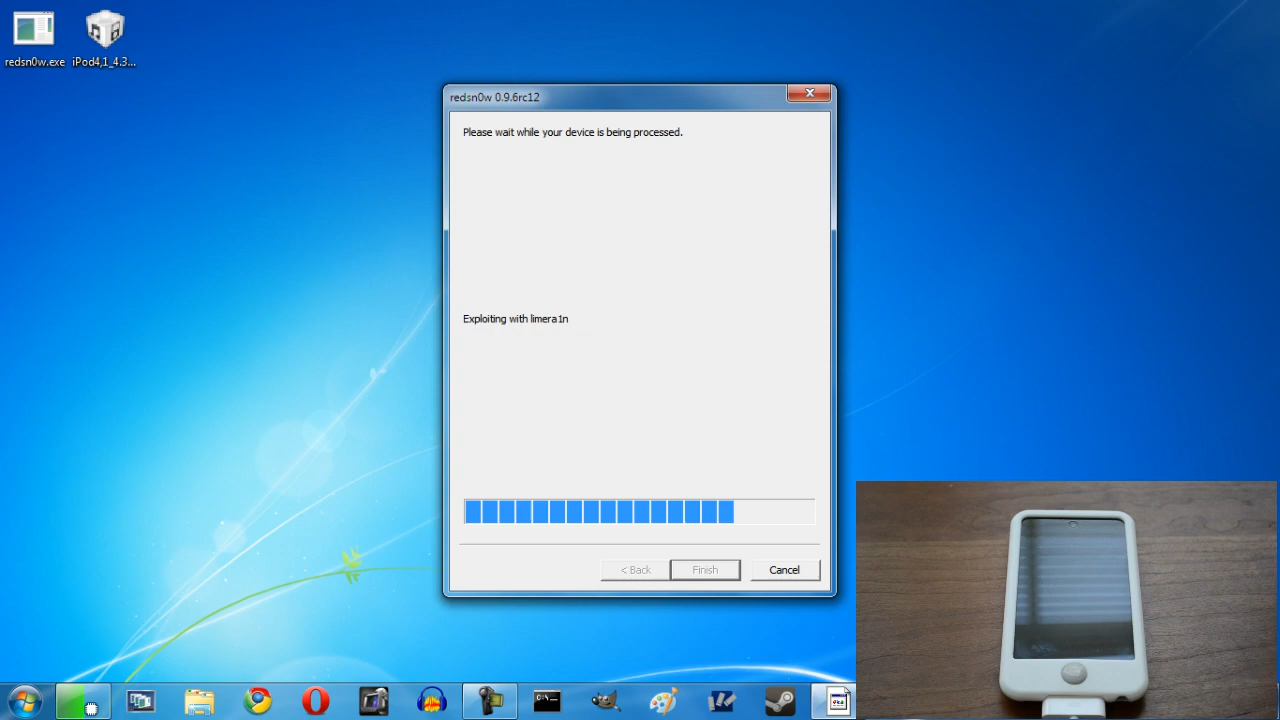 redsn0w.exe
iPod4,1_4.3...
redsn0w 0.9.6rc12
Please wait while your device is being processed.
Exploiting with limera1n
< Back
Finish
Cancel
C:\.